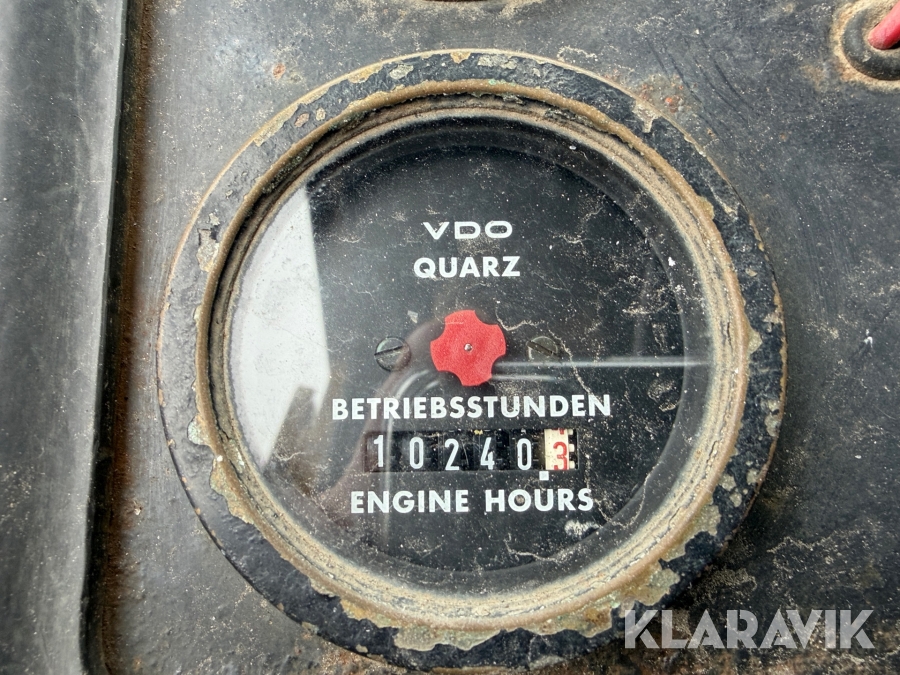 VDO
QUARZ
BETRIEBSSTUNDEN
102403
ENGINE HOURS
KLARAVIK